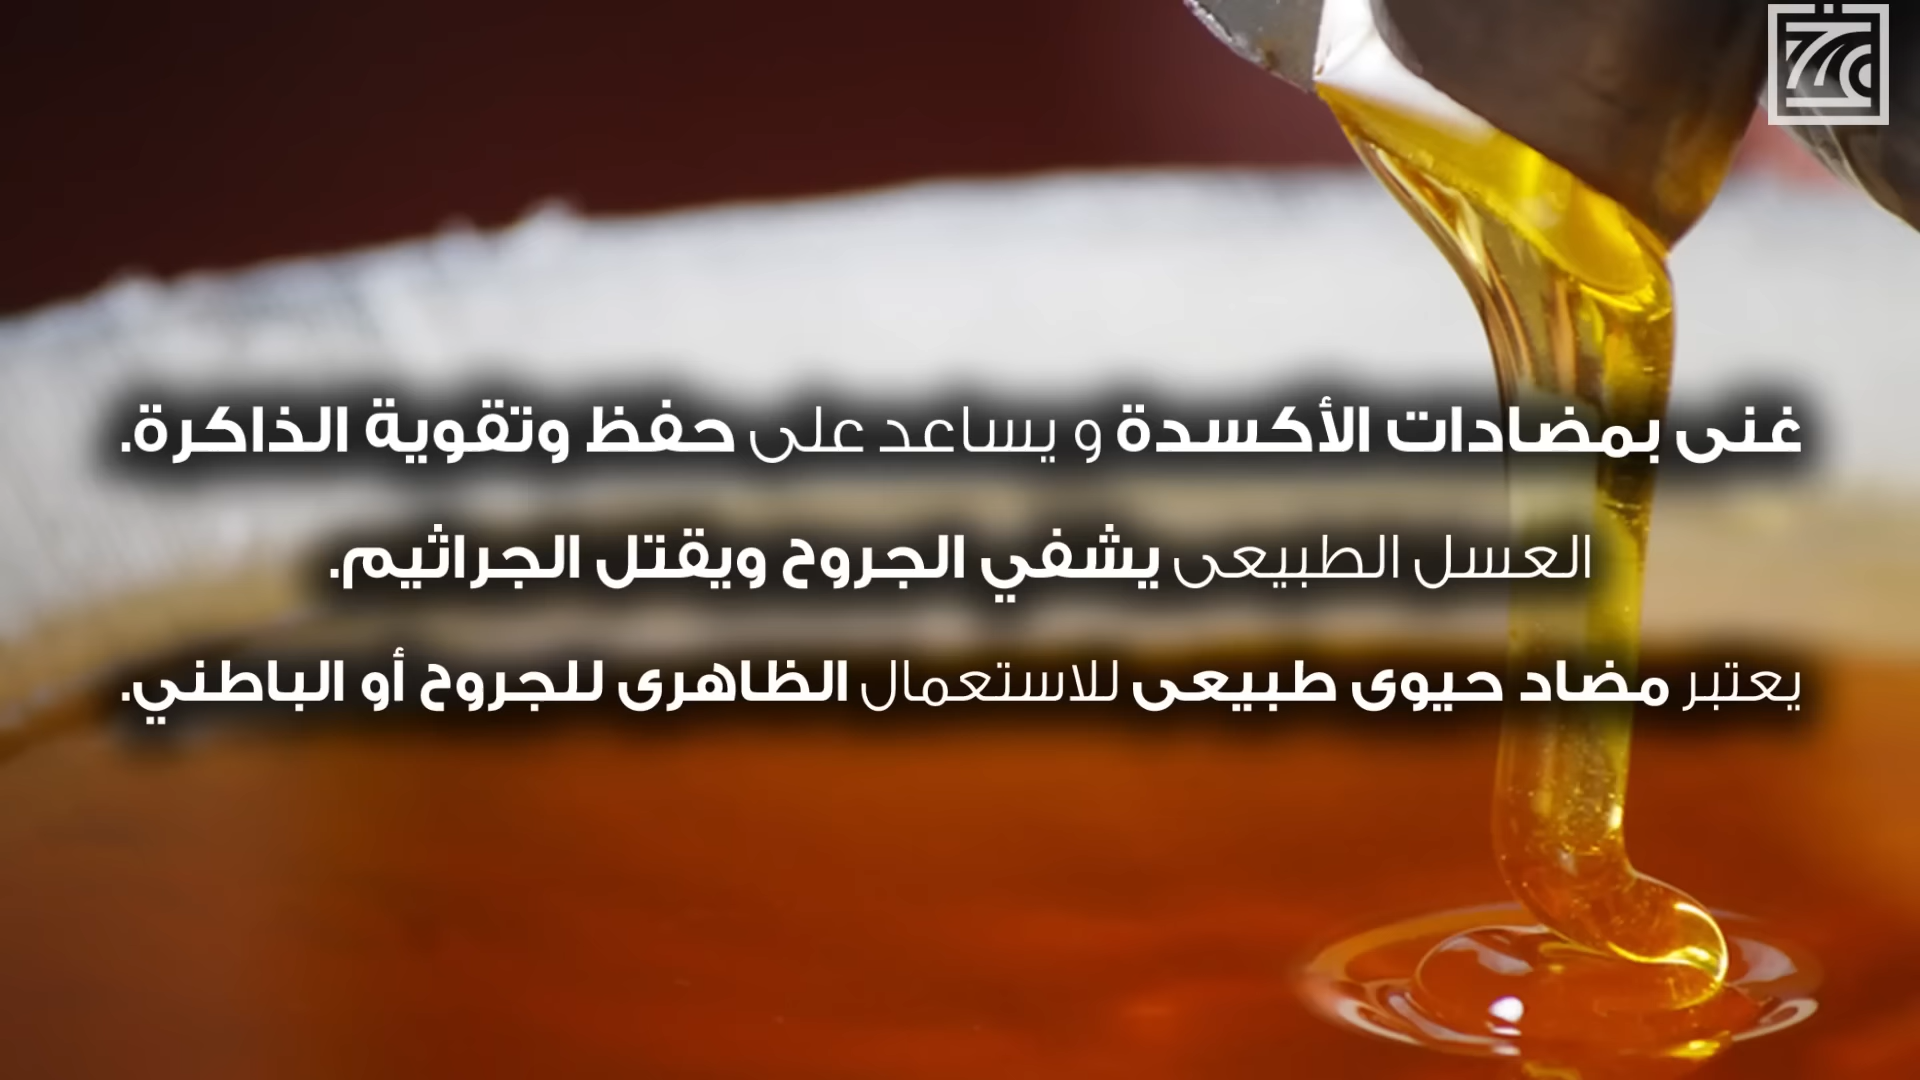 غنى بمضادات الأكسدة و يساعد على حفظ وتقوية الذاكرة.
العسل الطبيعى يشفي الجروح ويقتل الجراثيم.
يعتبر مضاد حيوى طبيعى للاستعمال الظاهرى للجروح أو الباطني.